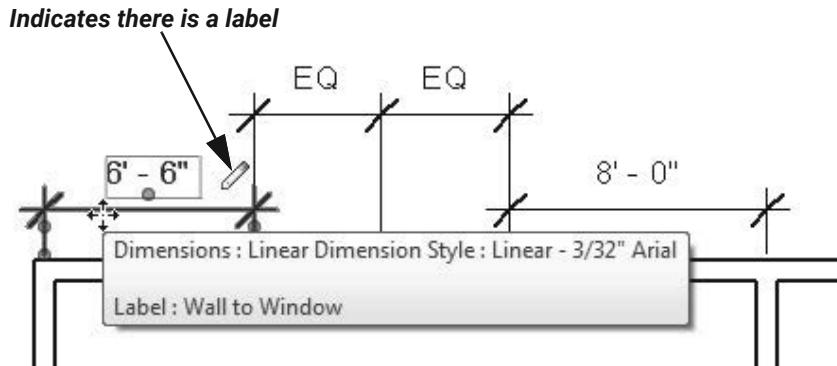 Indicates there is a label
EQ EQ
6' - 6" 8' - 0"
Dimensions : Linear Dimension Style : Linear - 3/32" Arial
Label : Wall to Window